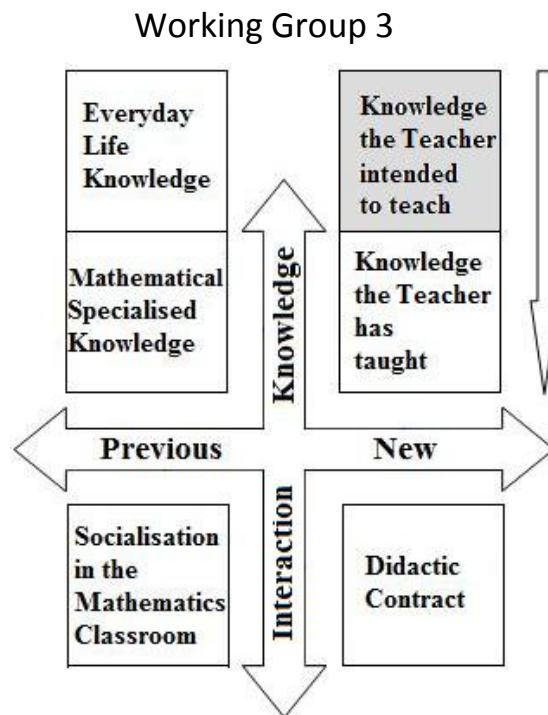 Working Group 3
Everyday
Life
Knowledge
Knowledge
the Teacher
intended
to teach
Mathematical
Specialised
Knowledge
Knowledge
the Teacher
has
taught
Knowledge
Previous
New
Interaction
Socialisation
in the
Mathematics
Classroom
Didactic
Contract